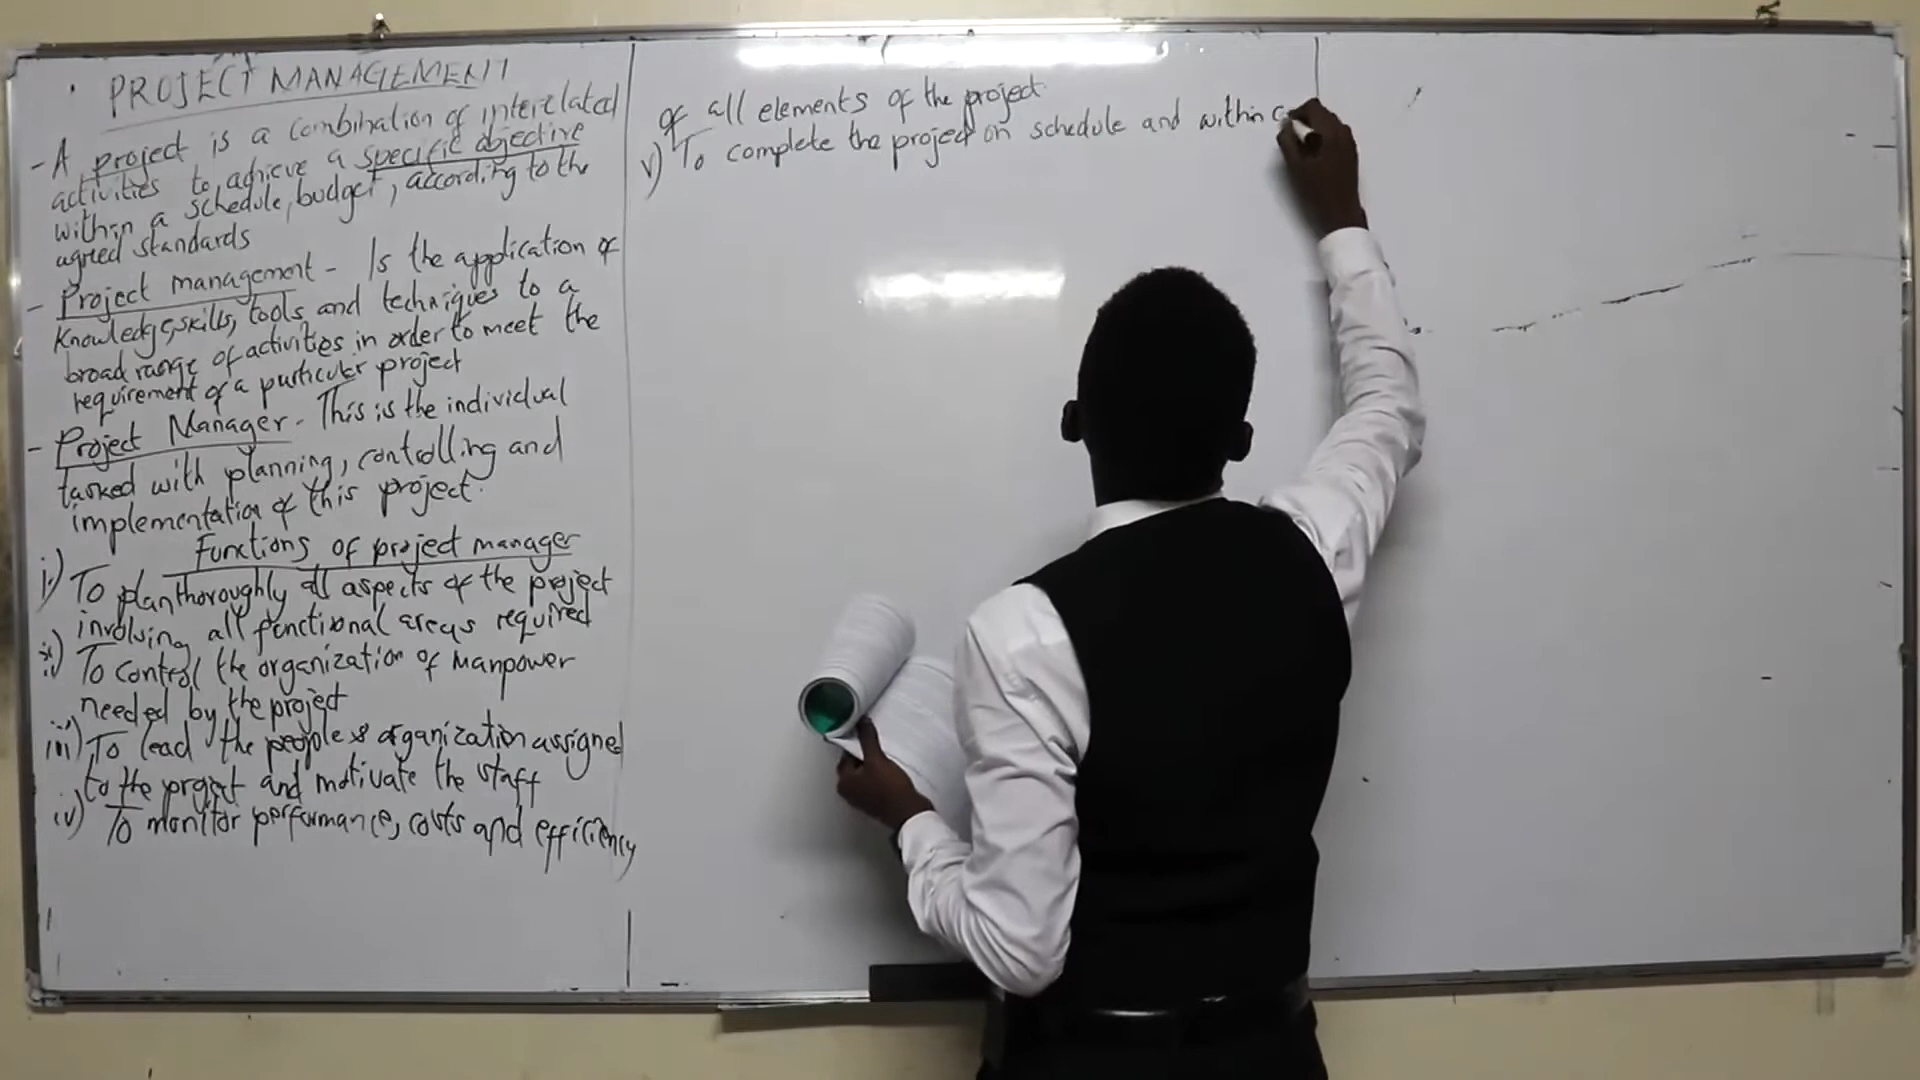 PROJECT MANAGEMENT
- A project is a combination of interelated
activities to achieve a specific objective
within a schedule, budget, according to the
agreed standards
- Project management - Is the application of
knowledge, skills, tools and techniques to a
broad range of activities in order to meet the
requirement of a particular project
- Project Manager - This is the individual
tasked with planning, controlling and
implementation of this project.
Functions of project manager
i) To plan thoroughly all aspects of the project
involving all functional areas required
ii) To control the organization of manpower
needed by the project
iii) To lead the people & organization assigned
to the project and motivate the staff
iv) To monitor performance, costs and efficiency
of all elements of the project.
v) To complete the project on schedule and within